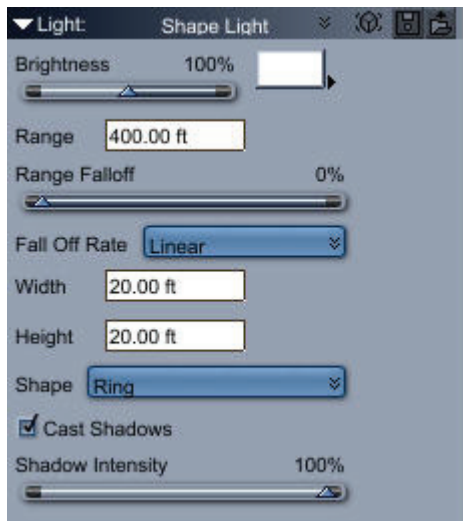 Light: Shape Light
Brightness 100%
Range 400.00 ft
Range Falloff 0%
Fall Off Rate Linear
Width 20.00 ft
Height 20.00 ft
Shape Ring
Cast Shadows
Shadow Intensity 100%